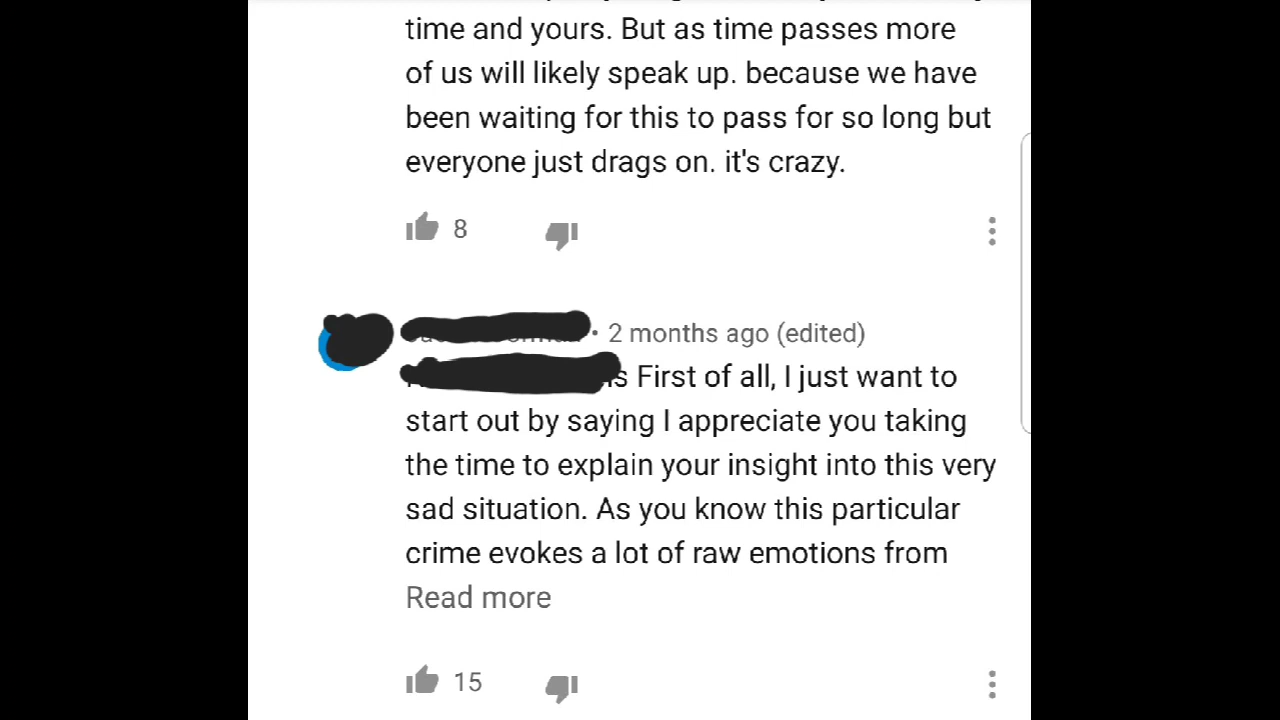 time and yours. But as time passes more
of us will likely speak up. because we have
been waiting for this to pass for so long but
everyone just drags on. it's crazy.
8
· 2 months ago (edited)
First of all, I just want to
start out by saying I appreciate you taking
the time to explain your insight into this very
sad situation. As you know this particular
crime evokes a lot of raw emotions from
Read more
15